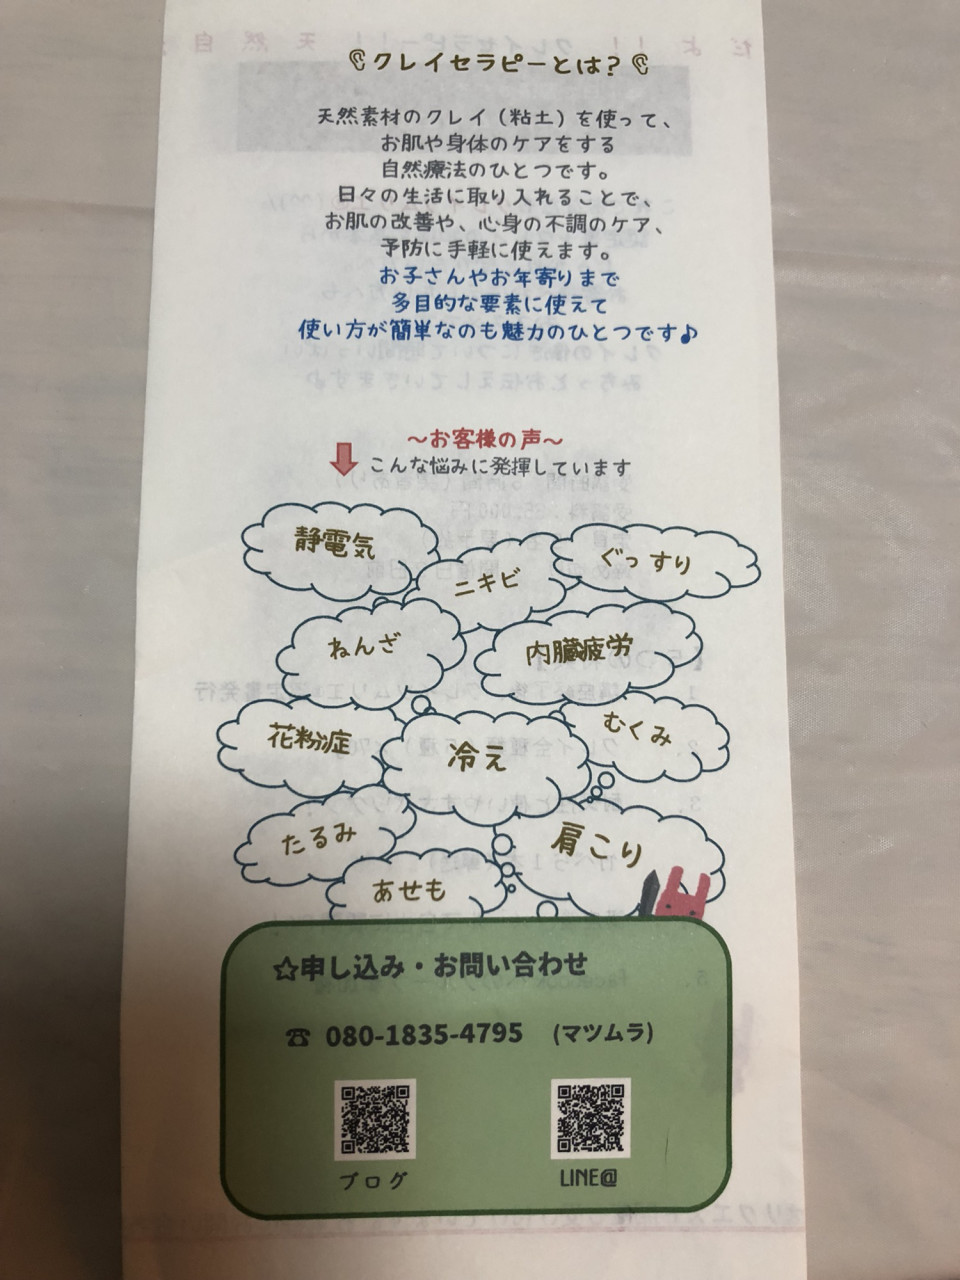 クレイセラピーとは？
天然素材のクレイ（粘土）を使って、
お肌や身体のケアをする
自然療法のひとつです。
日々の生活に取り入れることで、
お肌の改善や、心身の不調のケア、
予防に手軽に使えます。
お子さんやお年寄りまで
多目的な要素に使えて
使い方が簡単なのも魅力のひとつです♪
～お客様の声～
こんな悩みに発揮しています
静電気
ニキビ
ぐっすり
ねんざ
内臓疲労
花粉症
冷え
むくみ
たるみ
肩こり
あせも
☆申し込み・お問い合わせ
☎ 080-1835-4795 (マツムラ)
ブログ
LINE@